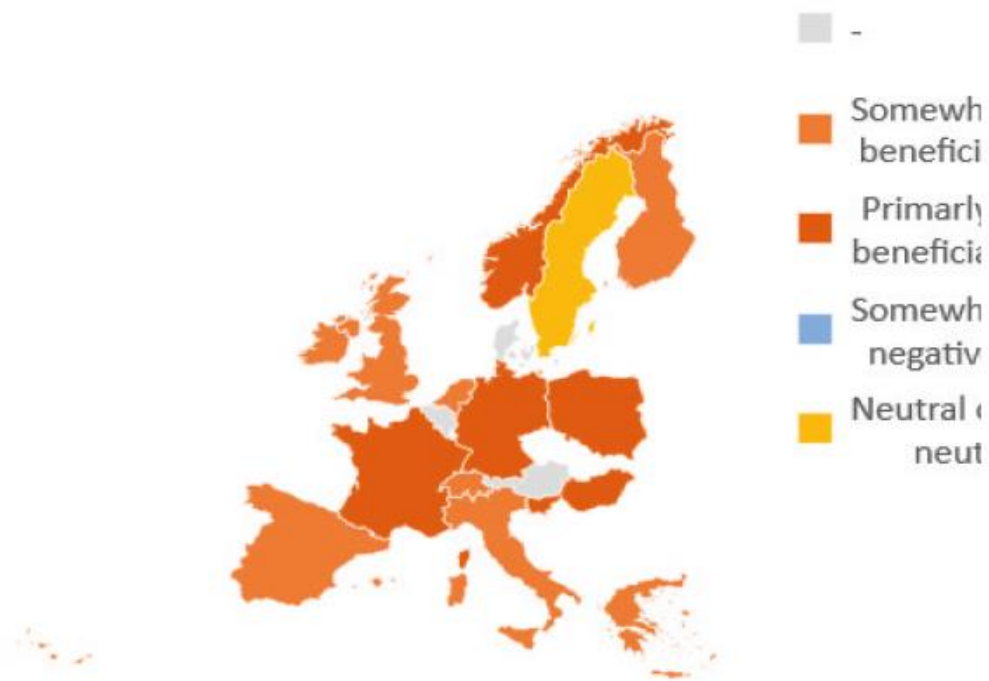 -
Somewh
benefici
Primarly
beneficia
Somewh
negativ
Neutral
neut